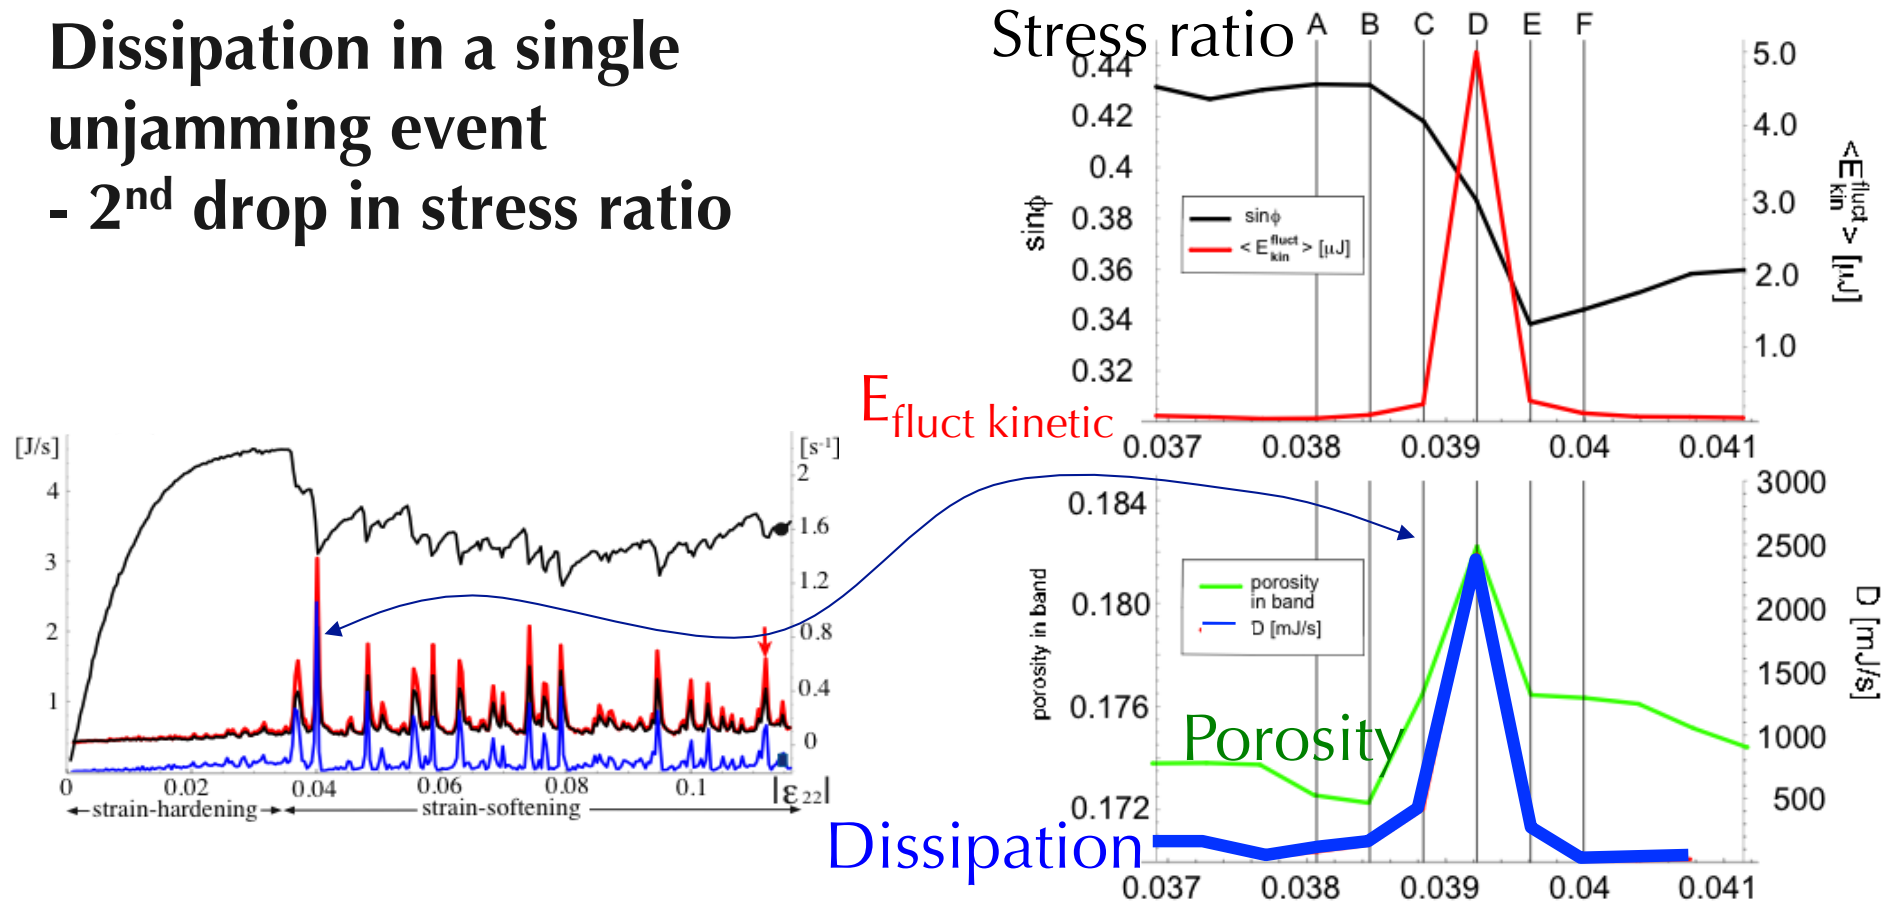 Dissipation in a single
unjamming event
- 2nd drop in stress ratio
Stress ratio
A B C D E F
0.44
0.42
0.4
0.38
0.36
0.34
0.32
sinϕ
5.0
4.0
3.0
2.0
1.0
<E fluct kin > [μJ]
sinϕ
< E fluct kin > [μJ]
0.037 0.038 0.039 0.04 0.041
E fluct kinetic
[J/s]
4
3
2
1
[s-1]
2
1.6
1.2
0.8
0.4
0
0 0.02 0.04 0.06 0.08 0.1 |ε22|
strain-hardening strain-softening
0.184
0.180
0.176
0.172
porosity in band
3000
2500
2000
1500
1000
500
D [mJ/s]
porosity
in band
D [mJ/s]
Porosity
Dissipation
0.037 0.038 0.039 0.04 0.041